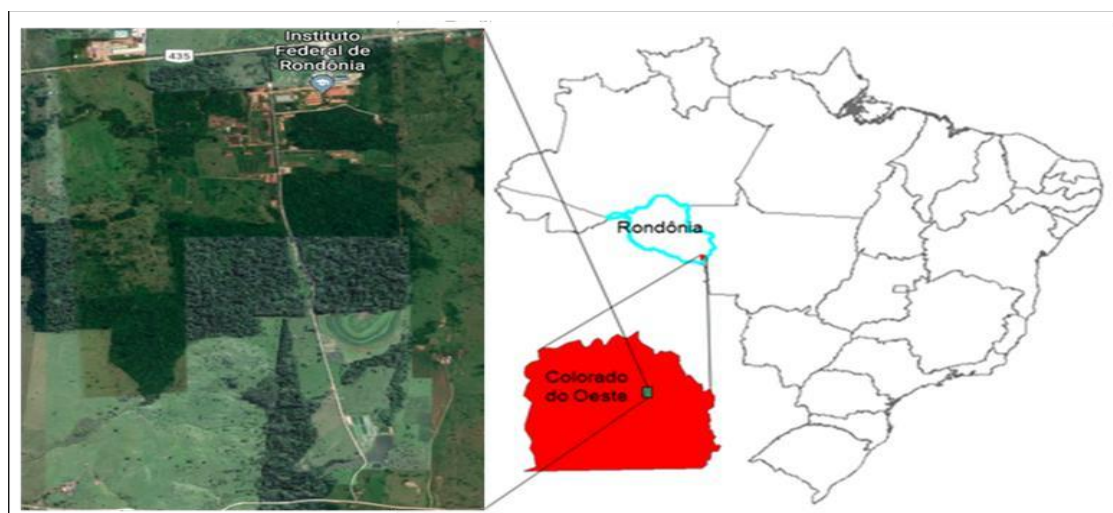 Instituto
Federal de
Rondônia
435
Rondônia
Colorado
do Oeste